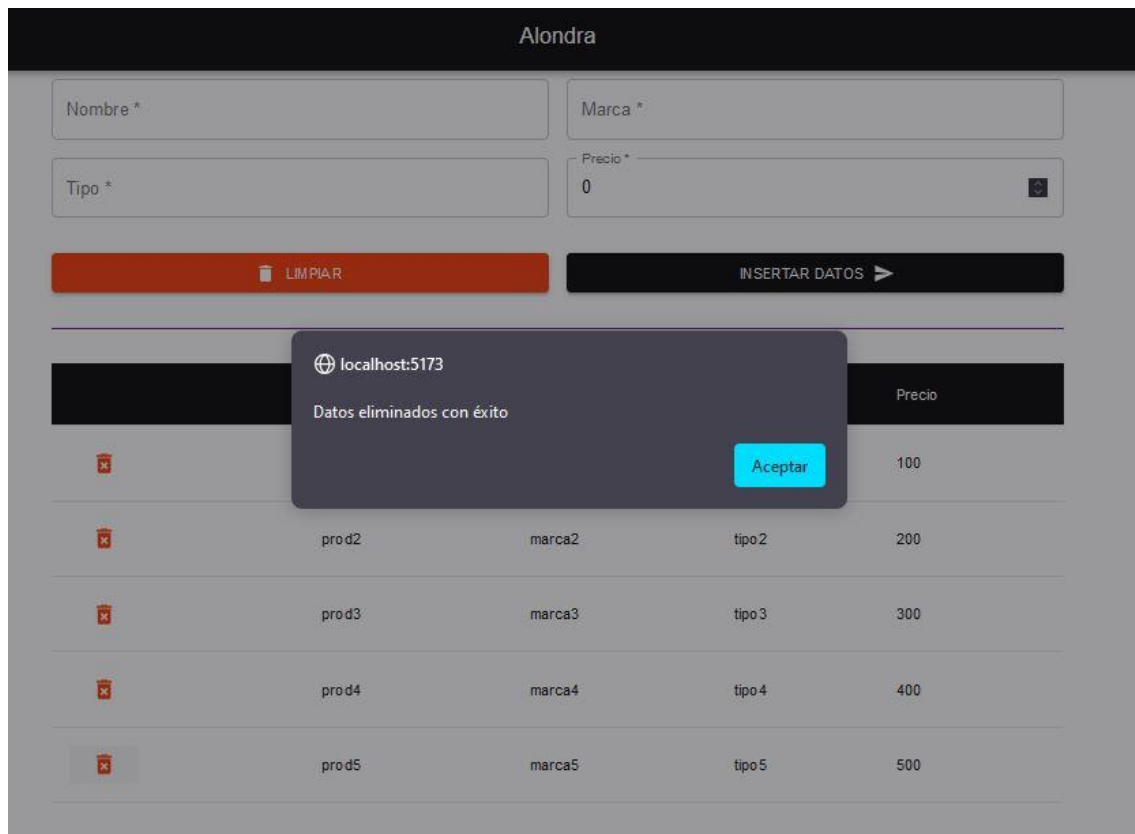 Alondra
Nombre *
Marca *
Tipo *
Precio *
0
LIMPIAR
INSERTAR DATOS
localhost:5173
Datos eliminados con éxito
Aceptar
Precio
100
prod2 marca2 tipo2 200
prod3 marca3 tipo3 300
prod4 marca4 tipo4 400
prod5 marca5 tipo5 500